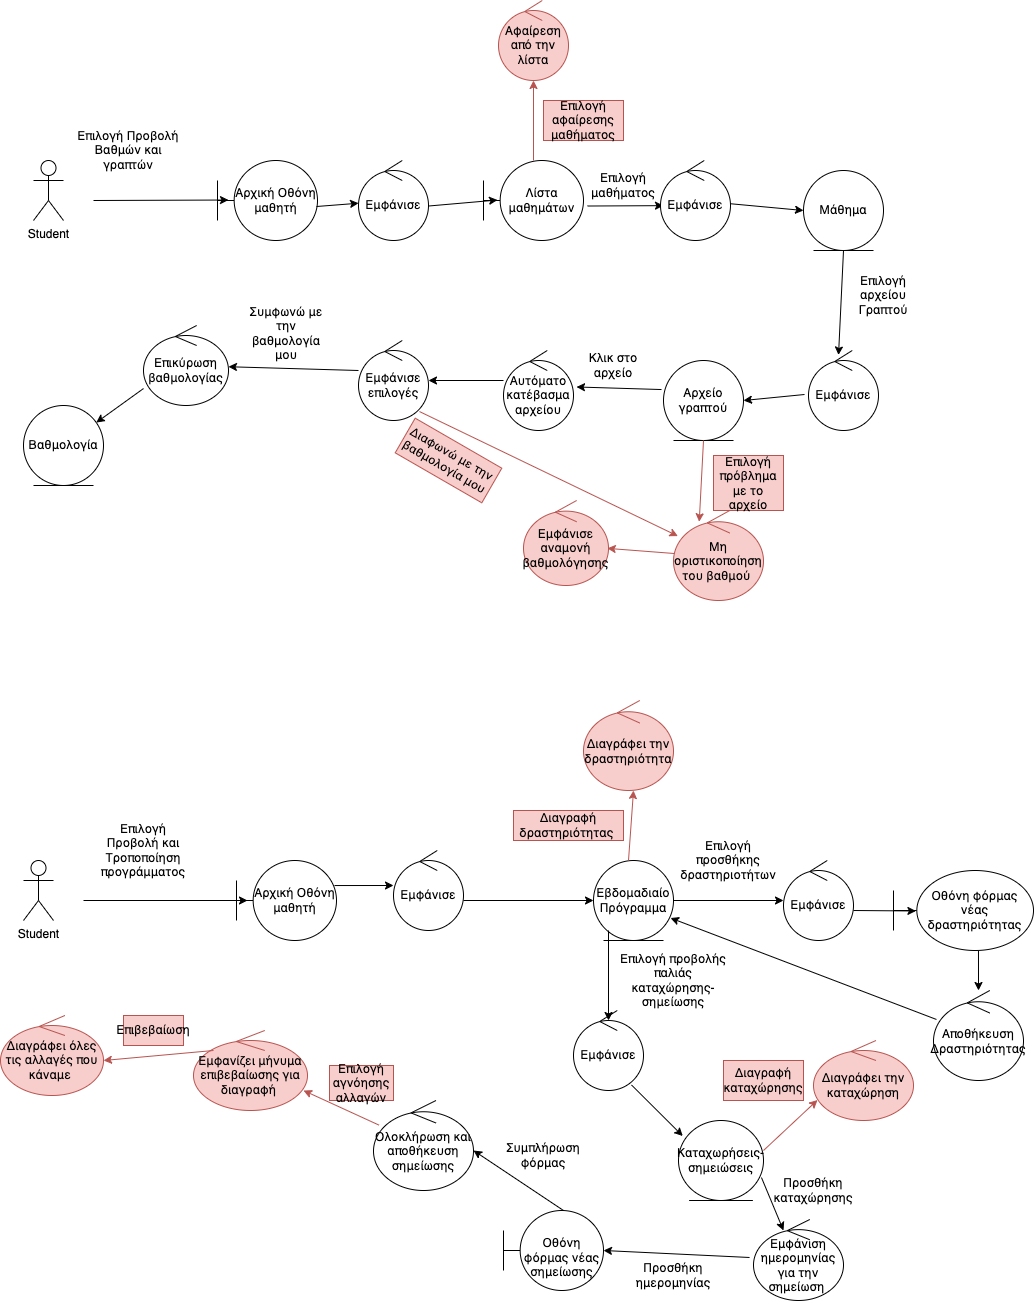 Αφαίρεση
από την
λίστα
Επιλογή
αφαίρεσης
μαθήματος
Επιλογή Προβολή
Βαθμών και
γραπτών
Student
Αρχική Οθόνη
μαθητή
Εμφάνισε
Λίστα
μαθημάτων
Επιλογή
μαθήματος
Εμφάνισε
Μάθημα
Επιλογή
αρχείου
Γραπτού
Συμφωνώ με
την
βαθμολογία
μου
Επικύρωση
βαθμολογίας
Εμφάνισε
επιλογές
Αυτόματο
κατέβασμα
αρχείου
Κλικ στο
αρχείο
Αρχείο
γραπτού
Εμφάνισε
Βαθμολογία
Διαφωνώ με την
βαθμολογία μου
Επιλογή
πρόβλημα
με το
αρχείο
Εμφάνισε
αναμονή
βαθμολόγησης
Μη
οριστικοποίηση
του βαθμού
Διαγράφει την
δραστηριότητα
Διαγραφή
δραστηριότητας
Επιλογή
Προβολή και
Τροποποίηση
προγράμματος
Student
Αρχική Οθόνη
μαθητή
Εμφάνισε
Εβδομαδιαίο
Πρόγραμμα
Επιλογή
προσθήκης
δραστηριοτήτων
Εμφάνισε
Οθόνη φόρμας
νέας
δραστηριότητας
Επιλογή προβολής
παλιάς
καταχώρησης-
σημείωσης
Αποθήκευση
Δραστηριότητας
Εμφάνισε
Διαγράφει όλες
τις αλλαγές που
κάναμε
Επιβεβαίωση
Εμφανίζει μήνυμα
επιβεβαίωσης για
διαγραφή
Επιλογή
αγνόησης
αλλαγών
Διαγραφή
καταχώρησης
Διαγράφει την
καταχώρηση
Ολοκλήρωση και
αποθήκευση
σημείωσης
Συμπλήρωση
φόρμας
Καταχωρήσεις-
σημειώσεις
Προσθήκη
καταχώρησης
Οθόνη
φόρμας νέας
σημείωσης
Προσθήκη
ημερομηνίας
Εμφάνιση
ημερομηνίας
για την
σημείωση